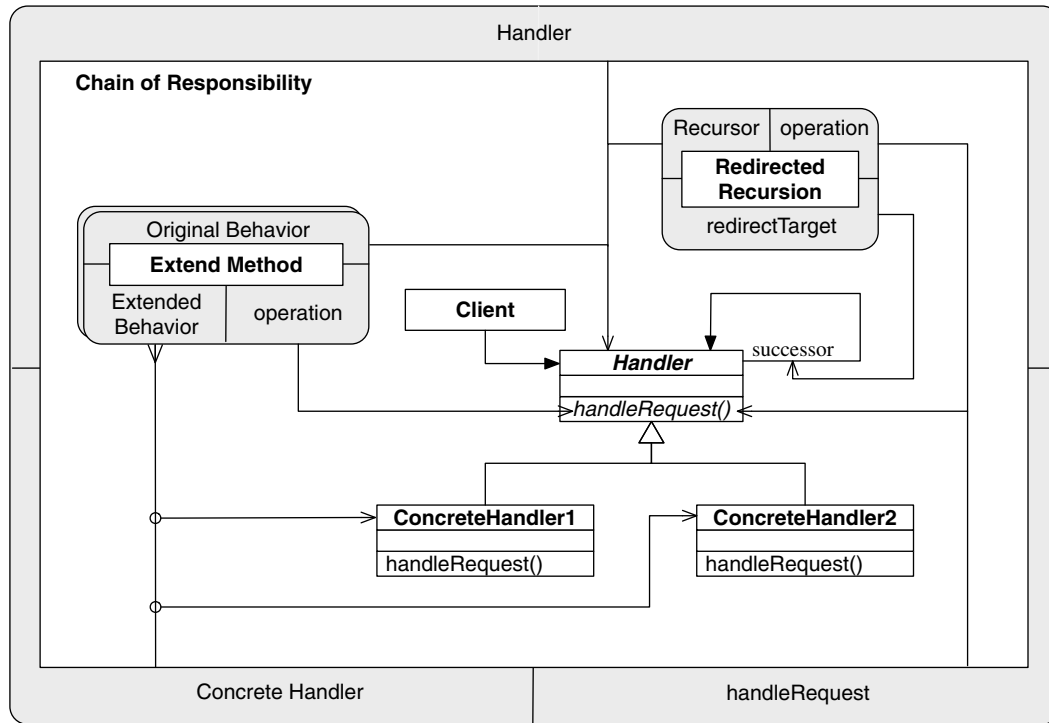 Handler
Chain of Responsibility
Recursor
operation
Redirected
Recursion
redirectTarget
Original Behavior
Extend Method
Extended
Behavior
operation
Client
successor
Handler
handleRequest()
ConcreteHandler1
handleRequest()
ConcreteHandler2
handleRequest()
Concrete Handler
handleRequest